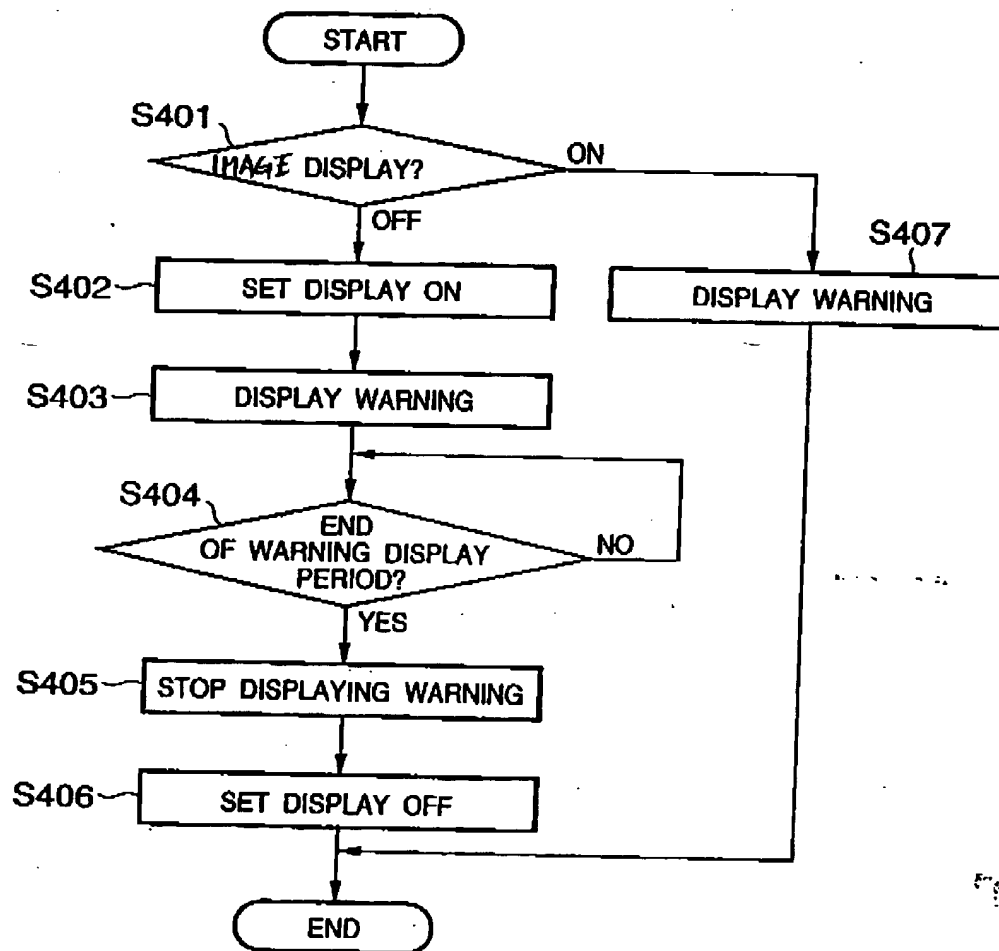 START
S401
IMAGE DISPLAY?
ON
OFF
S407
S402
SET DISPLAY ON
DISPLAY WARNING
S403
DISPLAY WARNING
S404
END
OF WARNING DISPLAY
PERIOD?
NO
YES
S405
STOP DISPLAYING WARNING
S406
SET DISPLAY OFF
END